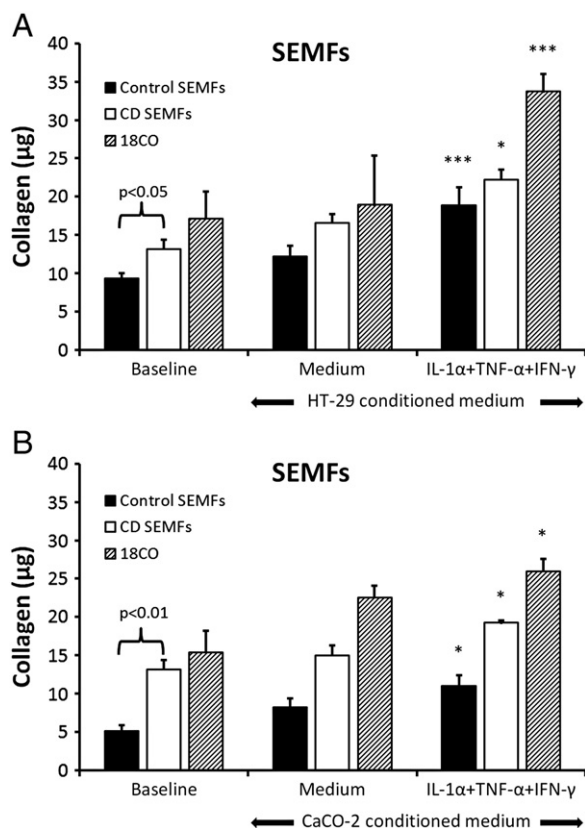 A
SEMFs
Collagen (µg)
40
35
30
25
20
15
10
5
0
Control SEMFs
CD SEMFs
18CO
p<0.05
***
*
***
Baseline
Medium
IL-1α+TNF-α+IFN-γ
HT-29 conditioned medium
B
SEMFs
Collagen (µg)
40
35
30
25
20
15
10
5
0
Control SEMFs
CD SEMFs
18CO
p<0.01
*
*
*
Baseline
Medium
IL-1α+TNF-α+IFN-γ
CaCO-2 conditioned medium